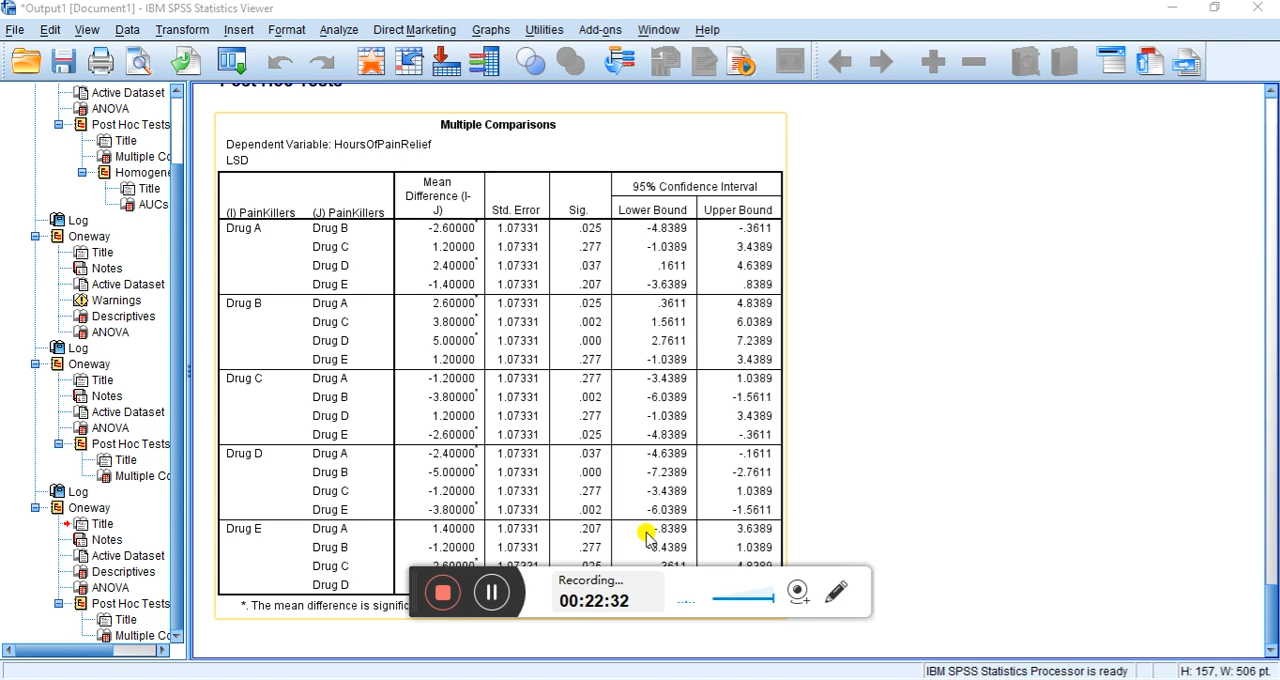 *Output1 [Document1] - IBM SPSS Statistics Viewer
File Edit View Data Transform Insert Format Analyze Direct Marketing Graphs Utilities Add-ons Window Help
Active Dataset
ANOVA
Post Hoc Tests
Title
Multiple Co
Homogene
Title
AUCs
Log
Oneway
Title
Notes
Active Dataset
Warnings
Descriptives
ANOVA
Log
Oneway
Title
Notes
Active Dataset
ANOVA
Post Hoc Tests
Title
Multiple Co
Log
Oneway
Title
Notes
Active Dataset
Descriptives
ANOVA
Post Hoc Tests
Title
Multiple Co
Post Hoc Tests
Multiple Comparisons
Dependent Variable: HoursOfPainRelief
LSD
Mean
Difference (I-
J)
95% Confidence Interval
(I) PainKillers (J) PainKillers Std. Error Sig. Lower Bound Upper Bound
Drug A Drug B -2.60000* 1.07331 .025 -4.8389 -.3611
Drug C 1.20000 1.07331 .277 -1.0389 3.4389
Drug D 2.40000* 1.07331 .037 .1611 4.6389
Drug E -1.40000 1.07331 .207 -3.6389 .8389
Drug B Drug A 2.60000* 1.07331 .025 .3611 4.8389
Drug C 3.80000* 1.07331 .002 1.5611 6.0389
Drug D 5.00000* 1.07331 .000 2.7611 7.2389
Drug E 1.20000 1.07331 .277 -1.0389 3.4389
Drug C Drug A -1.20000 1.07331 .277 -3.4389 1.0389
Drug B -3.80000* 1.07331 .002 -6.0389 -1.5611
Drug D 1.20000 1.07331 .277 -1.0389 3.4389
Drug E -2.60000* 1.07331 .025 -4.8389 -.3611
Drug D Drug A -2.40000* 1.07331 .037 -4.6389 -.1611
Drug B -5.00000* 1.07331 .000 -7.2389 -2.7611
Drug C -1.20000 1.07331 .277 -3.4389 1.0389
Drug E -3.80000* 1.07331 .002 -6.0389 -1.5611
Drug E Drug A 1.40000 1.07331 .207 -.8389 3.6389
Drug B -1.20000 1.07331 .277 3.4389 1.0389
Drug C
Drug D
*. The mean difference is signific
Recording...
00:22:32
IBM SPSS Statistics Processor is ready H: 157, W: 506 pt.